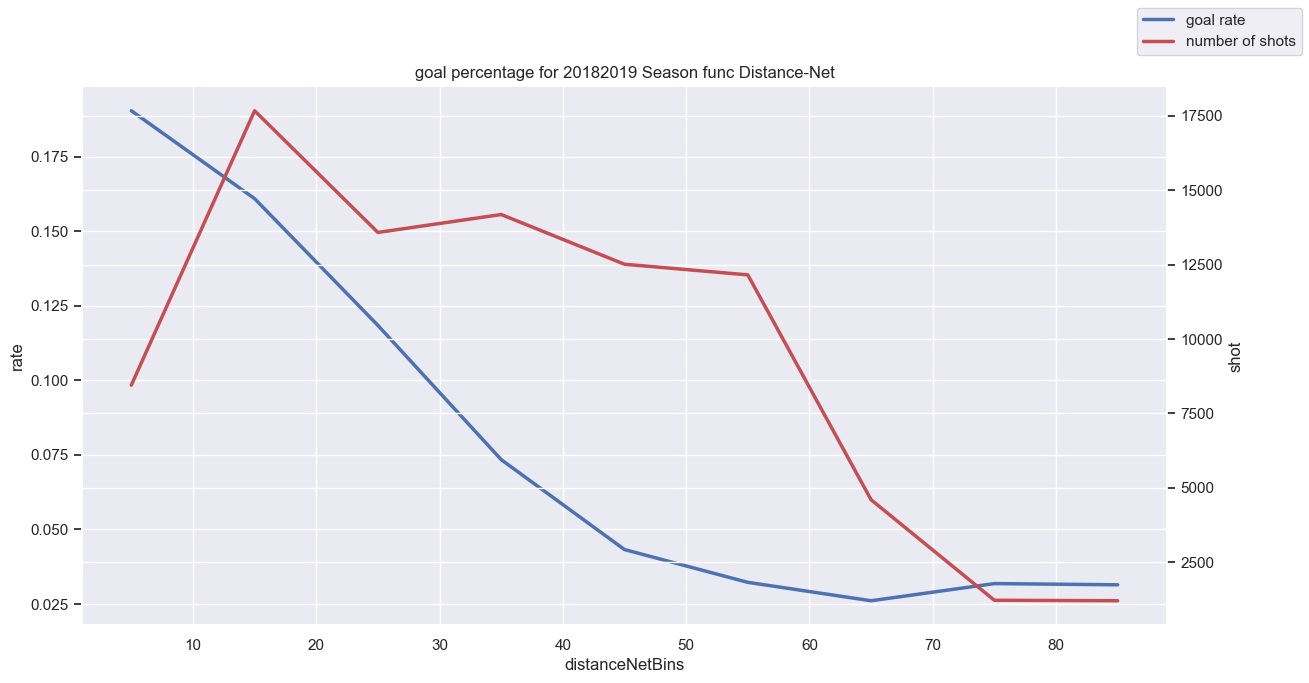 goal rate
number of shots
goal percentage for 20182019 Season func Distance-Net
0.175
0.150
0.125
0.100
0.075
0.050
0.025
rate
17500
15000
12500
10000
7500
5000
2500
shot
10 20 30 40 50 60 70 80
distanceNetBins